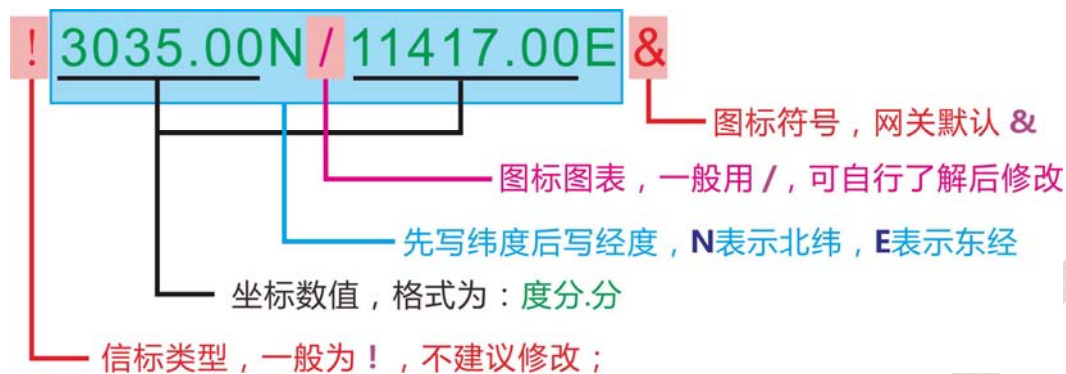 !3035.00N/11417.00E&
图标符号，网关默认 &
图标图表，一般用 /，可自行了解后修改
先写纬度后写经度，N表示北纬，E表示东经
坐标数值，格式为：度分.分
信标类型，一般为 !，不建议修改；